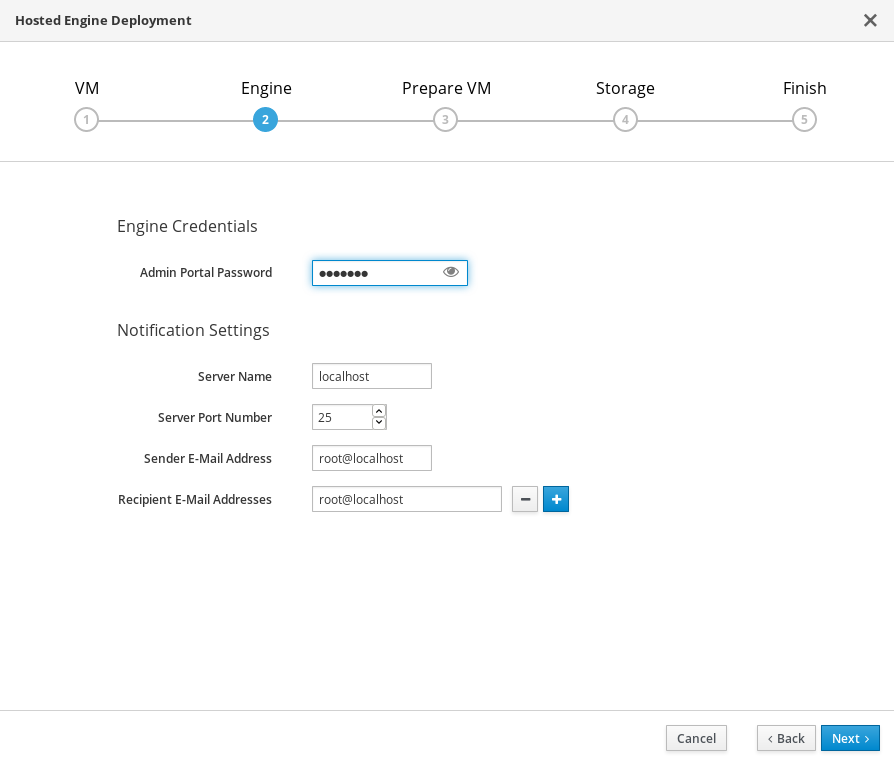 Hosted Engine Deployment
VM Engine Prepare VM Storage Finish
1 2 3 4 5
Engine Credentials
Admin Portal Password ●●●●●●●
Notification Settings
Server Name localhost
Server Port Number 25
Sender E-Mail Address root@localhost
Recipient E-Mail Addresses root@localhost
Cancel Back Next